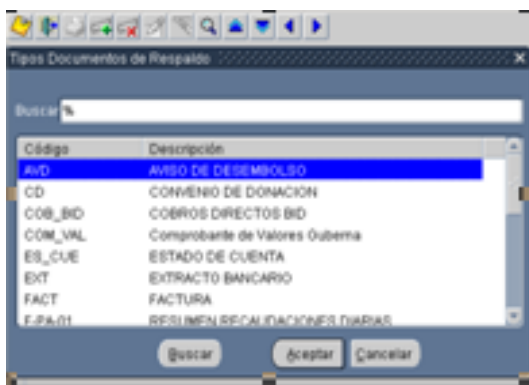 Tipos Documentos de Respaldo
Buscar %
Código Descripción
AVD AVISO DE DESEMBOLSO
CD CONVENIO DE DONACION
COB_BID COBROS DIRECTOS BID
COM_VAL Comprobante de Valores Guberna
ES_CUE ESTADO DE CUENTA
EXT EXTRACTO BANCARIO
FACT FACTURA
F-PA-01 RESUMEN RECAUDACIONES DIARIAS
Buscar Aceptar Cancelar